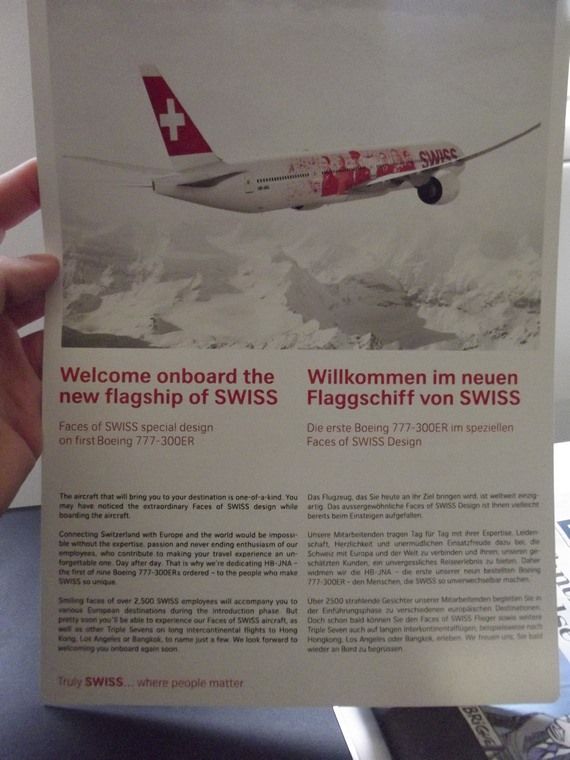 SWISS
Welcome onboard the
new flagship of SWISS
Faces of SWISS special design
on first Boeing 777-300ER
The aircraft that will bring you to your destination is one-of-a-kind. You
may have noticed the extraordinary Faces of SWISS design while
boarding the aircraft.
Connecting Switzerland with Europe and the world would be impossi-
ble without the expertise, passion and never ending enthusiasm of our
employees, who contribute to making your travel experience an un-
forgettable one. Day after day. That is why we're dedicating HB-JNA –
the first of nine Boeing 777-300ERs ordered – to the people who make
SWISS so unique.
Smiling faces of over 2,500 SWISS employees will accompany you to
various European destinations during the introduction phase. But
pretty soon you'll be able to experience our Faces of SWISS aircraft, as
well as other Triple Sevens on long intercontinental flights to Hong
Kong, Los Angeles or Bangkok, to name just a few. We look forward to
welcoming you onboard again soon.
Willkommen im neuen
Flaggschiff von SWISS
Die erste Boeing 777-300ER im speziellen
Faces of SWISS Design
Das Flugzeug, das Sie heute an Ihr Ziel bringen wird, ist weltweit einzig-
artig. Das aussergewöhnliche Faces of SWISS Design ist Ihnen vielleicht
bereits beim Einsteigen aufgefallen.
Unsere Mitarbeitenden tragen Tag für Tag mit ihrer Expertise, Leiden-
schaft, Herzlichkeit und unermüdlichen Einsatzfreude dazu bei, die
Schweiz mit Europa und der Welt zu verbinden und Ihnen, unseren ge-
schätzten Kunden, ein unvergessliches Reiseerlebnis zu bieten. Daher
widmen wir die HB-JNA – die erste unserer neun bestellten Boeing
777-300ER – den Menschen, die SWISS so unverwechselbar machen.
Über 2500 strahlende Gesichter unserer Mitarbeitenden begleiten Sie in
der Einführungsphase zu verschiedenen europäischen Destinationen.
Doch schon bald können Sie den Faces of SWISS Flieger sowie weitere
Triple Seven auch auf langen Interkontinentalflügen, beispielsweise nach
Hongkong, Los Angeles oder Bangkok, erleben. Wir freuen uns, Sie bald
wieder an Bord zu begrüssen.
Truly SWISS... where people matter